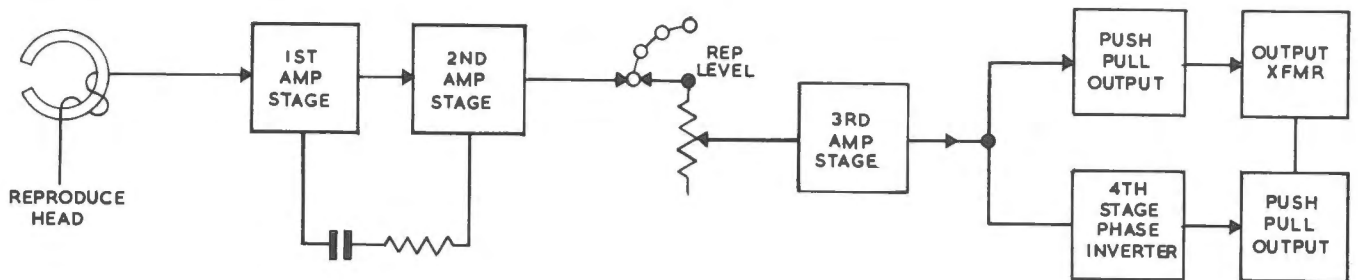 REPRODUCE
HEAD
1ST
AMP
STAGE
2ND
AMP
STAGE
REP
LEVEL
3RD
AMP
STAGE
PUSH
PULL
OUTPUT
OUTPUT
XFMR
4TH
STAGE
PHASE
INVERTER
PUSH
PULL
OUTPUT